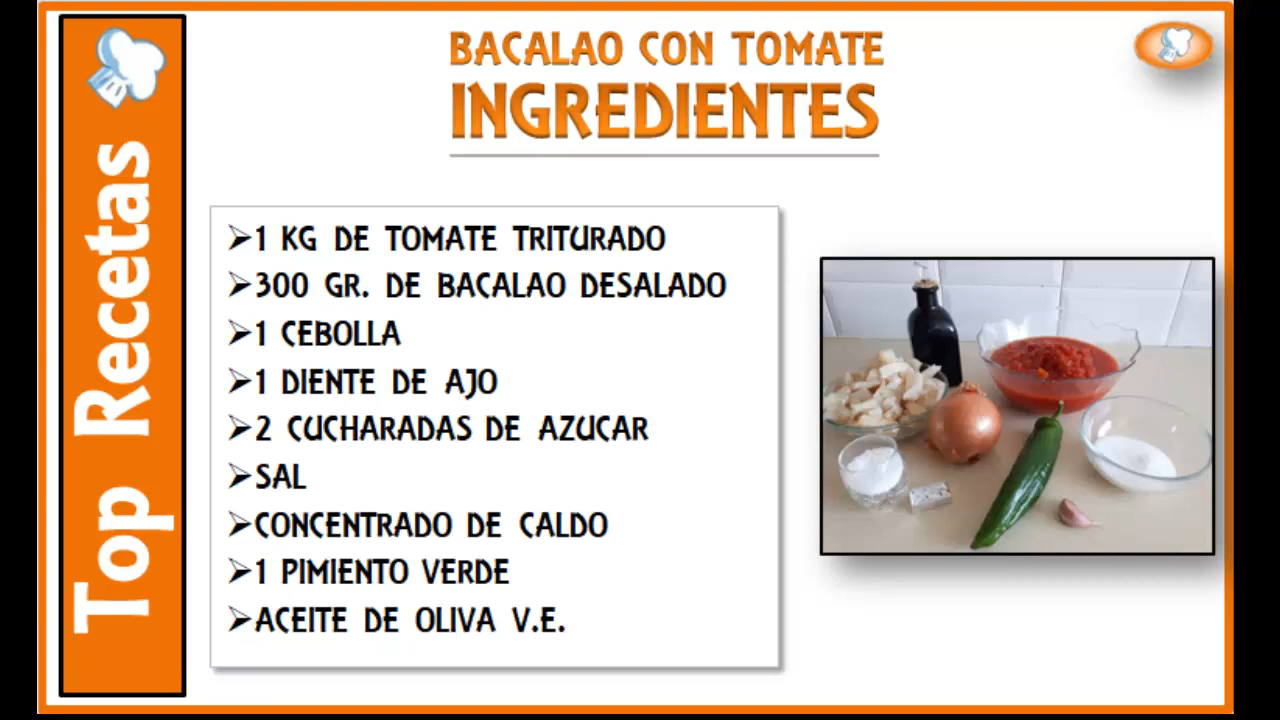 Top Recetas
BACALAO CON TOMATE
INGREDIENTES
➢1 KG DE TOMATE TRITURADO
➢300 GR. DE BACALAO DESALADO
➢1 CEBOLLA
➢1 DIENTE DE AJO
➢2 CUCHARADAS DE AZUCAR
➢SAL
➢CONCENTRADO DE CALDO
➢1 PIMIENTO VERDE
➢ACEITE DE OLIVA V.E.